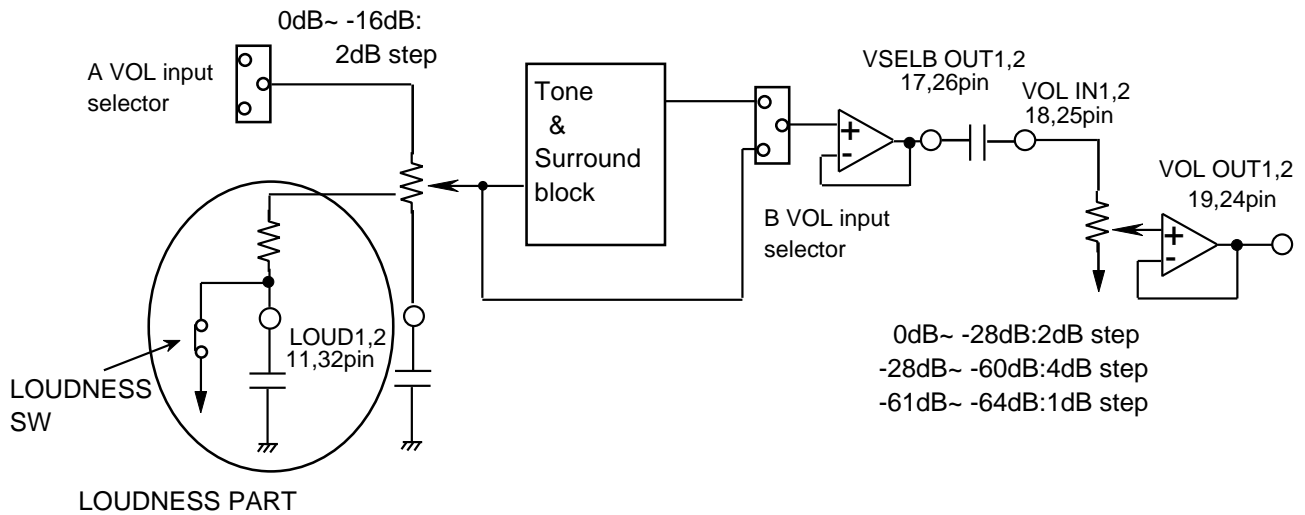 0dB~ -16dB:
2dB step
A VOL input
selector
Tone
&
Surround
block
VSELB OUT1,2
17,26pin
VOL IN1,2
18,25pin
VOL OUT1,2
19,24pin
+
-
B VOL input
selector
+
-
LOUD1,2
11,32pin
LOUDNESS
SW
0dB~ -28dB:2dB step
-28dB~ -60dB:4dB step
-61dB~ -64dB:1dB step
LOUDNESS PART